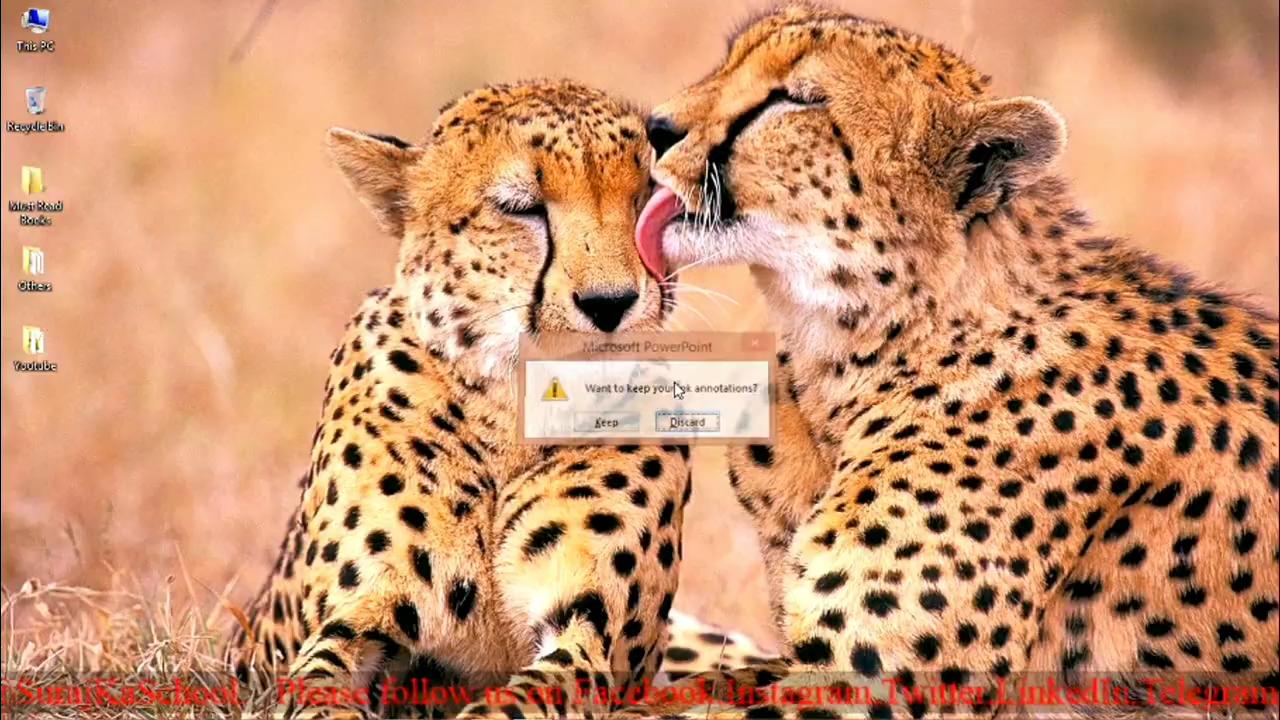 This PC
Recycle Bin
Must Read
Books
Others
Youtube
Microsoft PowerPoint
Want to keep your annotations?
Keep
Discard
SurajKaSchool Please follow us on Facebook,Instagram,Twitter,LinkedIn,Telegram